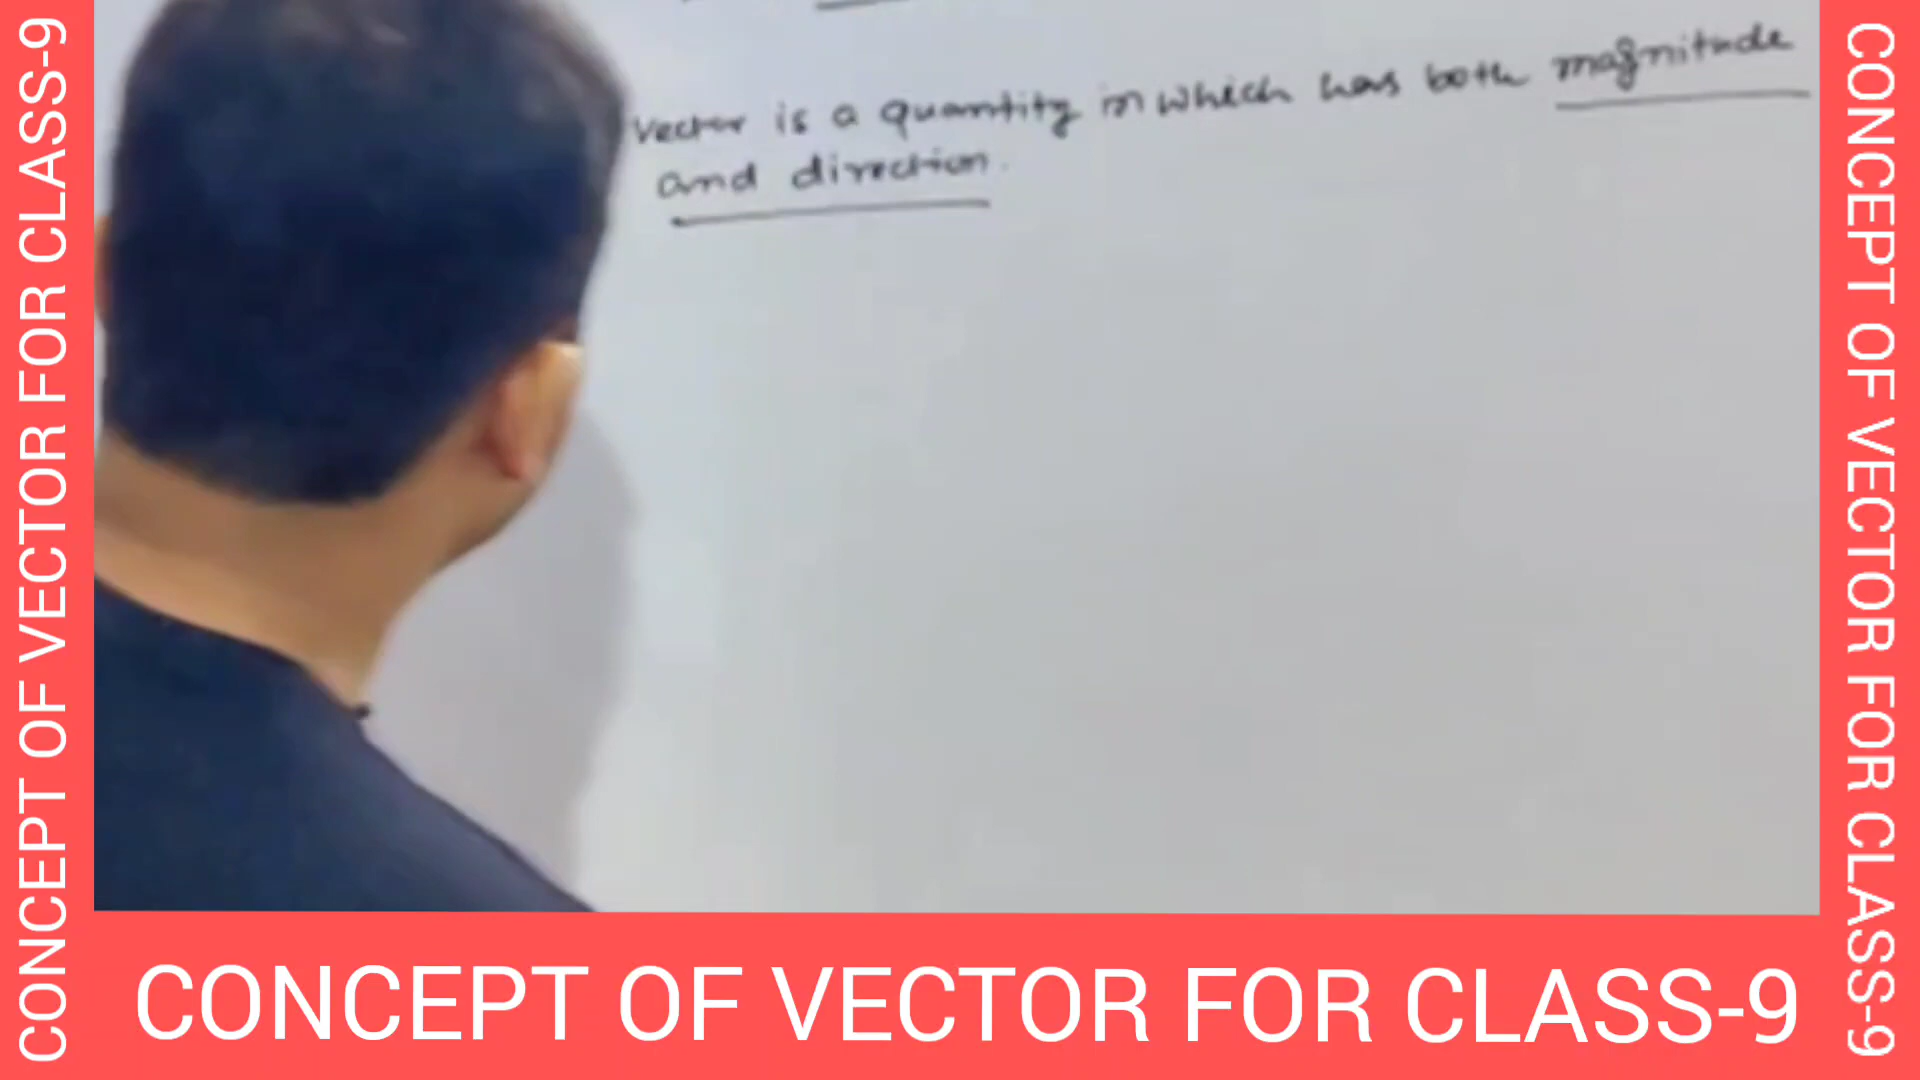 CONCEPT OF VECTOR FOR CLASS-9
Vector is a quantity in which has both magnitude
and direction.
CONCEPT OF VECTOR FOR CLASS-9
CONCEPT OF VECTOR FOR CLASS-9